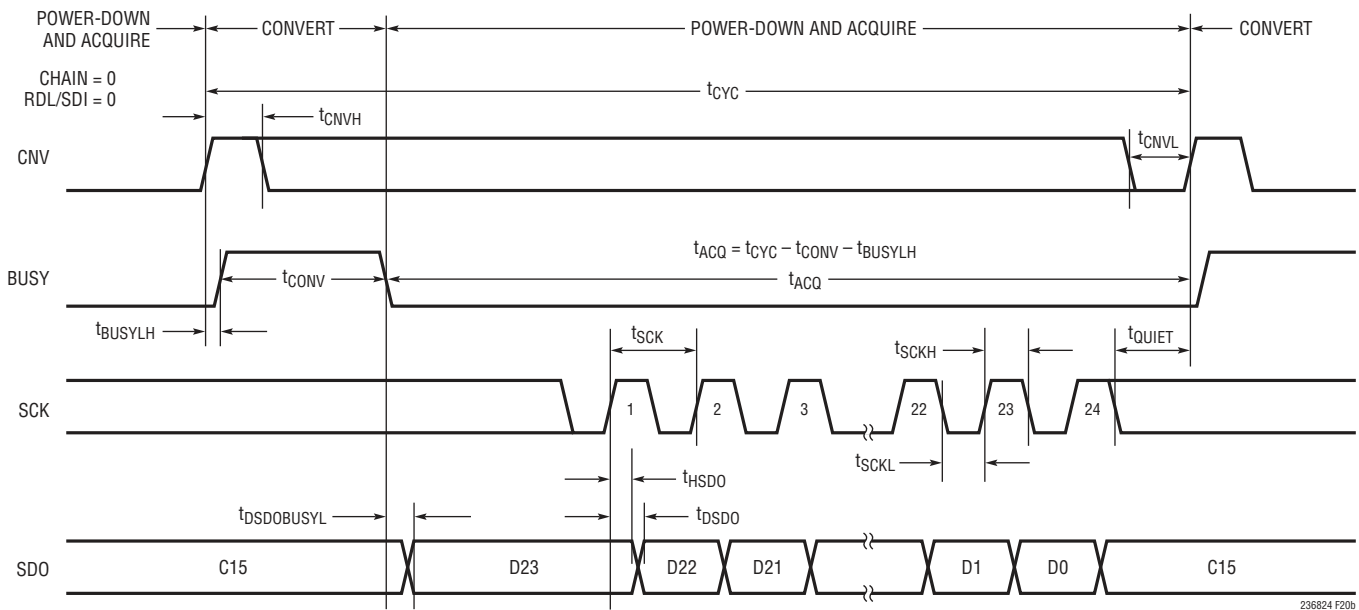 POWER-DOWN
AND ACQUIRE
CONVERT
POWER-DOWN AND ACQUIRE
CONVERT
CHAIN = 0
RDL/SDI = 0
tCYC
tCNVH
tCNVL
CNV
tACQ = tCYC – tCONV – tBUSYLH
BUSY
tCONV
tACQ
tBUSYLH
tSCK
tSCKH
tQUIET
SCK
1
2
3
22
23
24
tSCKL
tHSDO
tDSDOBUSYL
tDSDO
SDO
C15
D23
D22
D21
D1
D0
C15
236824 F20b